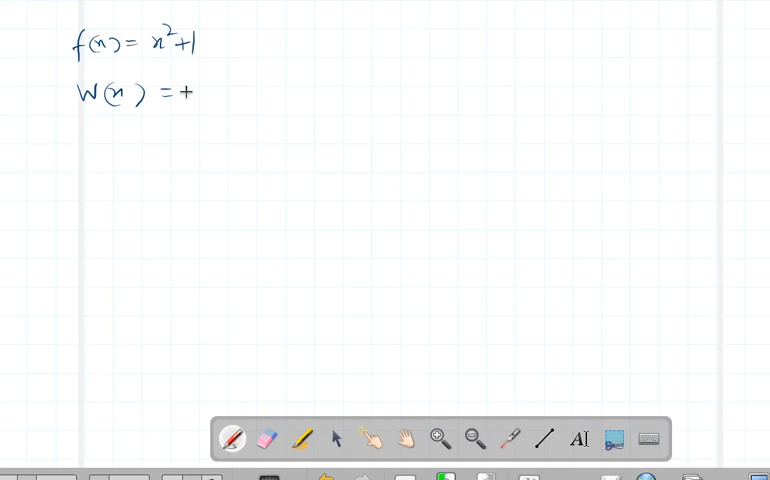 f(x) = x²+1
W(x) =